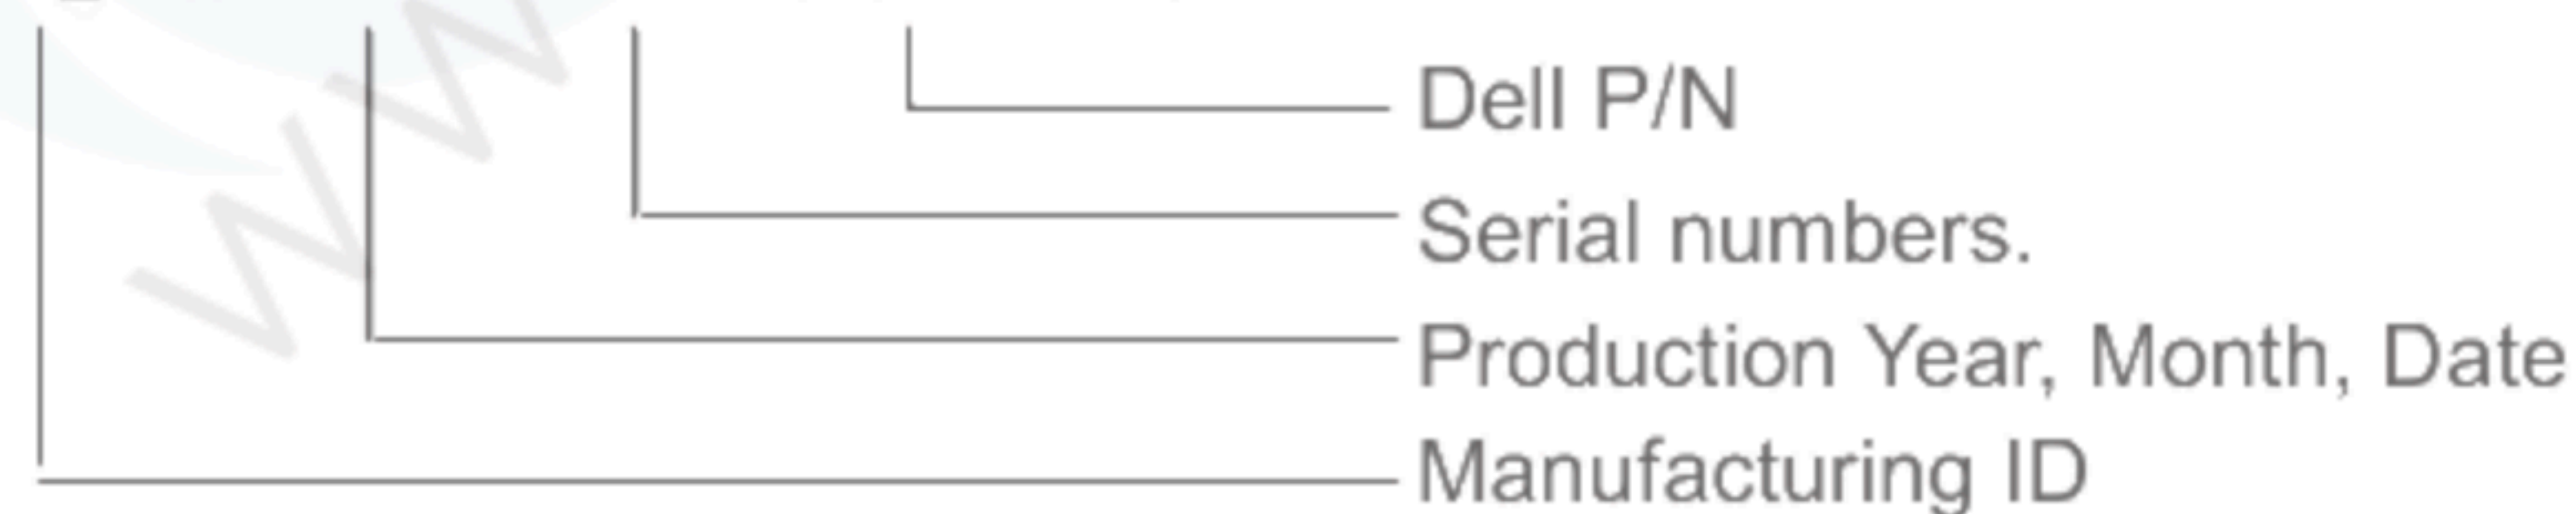 Dell P/N
Serial numbers.
Production Year, Month, Date
Manufacturing ID